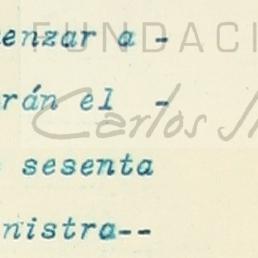 enzar a -
rán el -
sesenta
nistra--
FUNDACI
Carlos